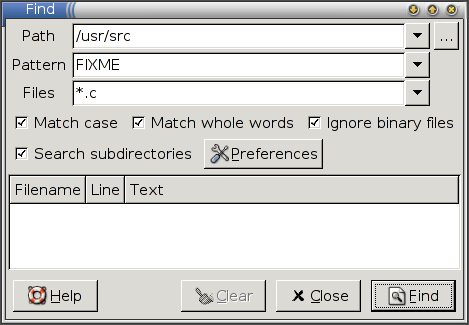 Find
Path /usr/src ...
Pattern FIXME
Files *.c
Match case Match whole words Ignore binary files
Search subdirectories Preferences
Filename Line Text
Help Clear Close Find